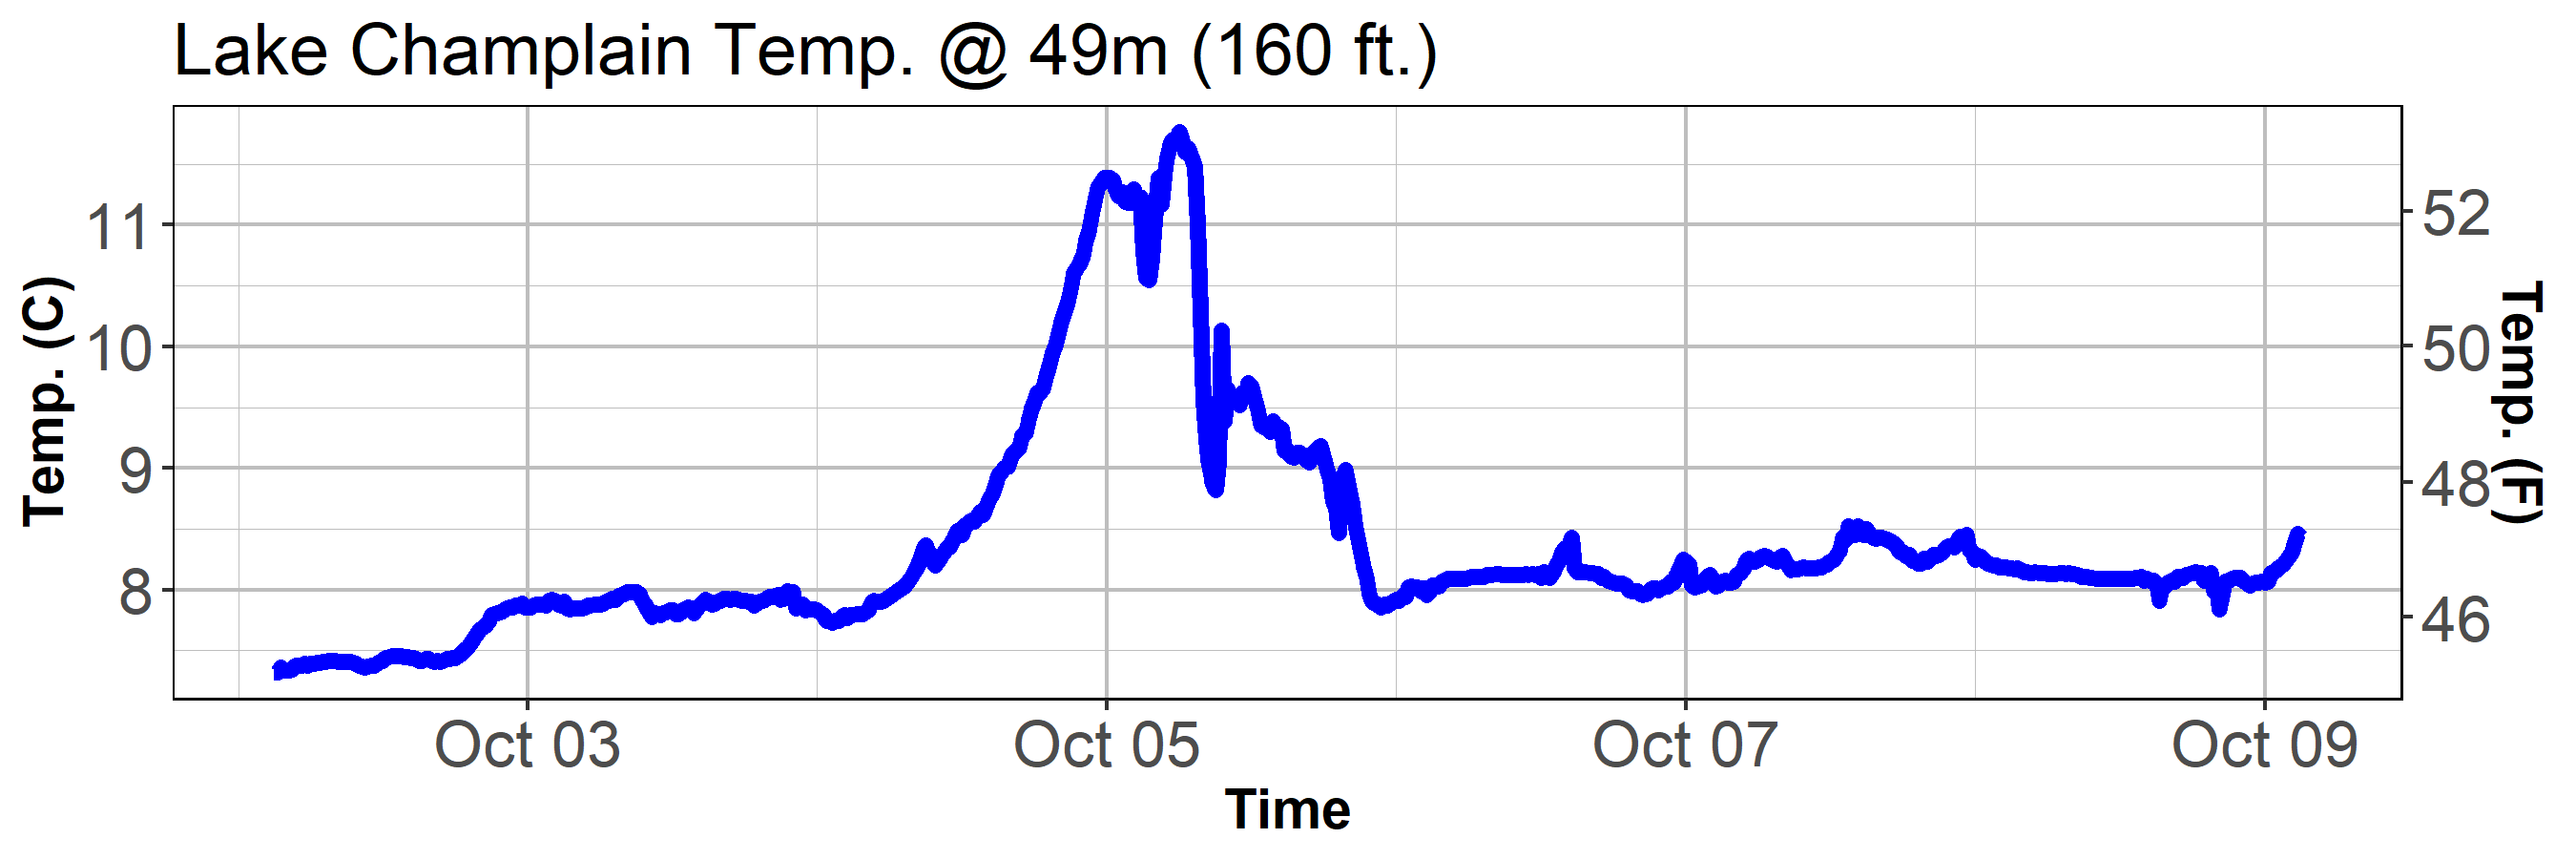 Lake Champlain Temp. @ 49m (160 ft.)
Temp. (C)
11
10
9
8
52
50
48
46
Temp. (F)
Oct 03
Oct 05
Oct 07
Oct 09
Time